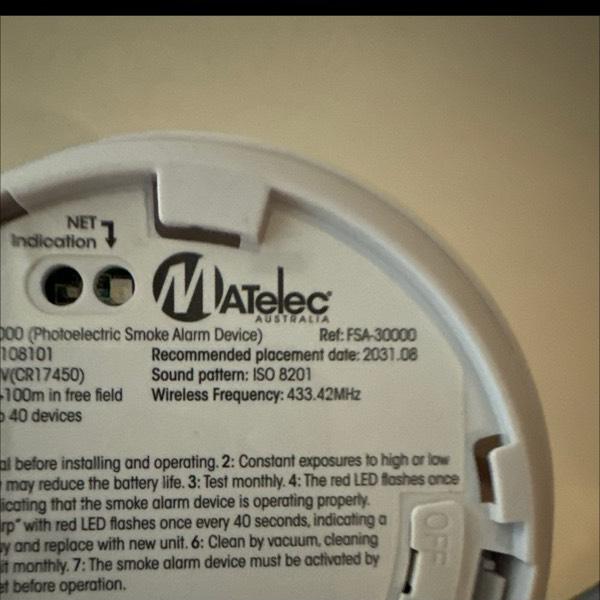 NET
Indication
MATelec
AUSTRALIA
000 (Photoelectric Smoke Alarm Device) Ref: FSA-30000
108101 Recommended placement date: 2031.08
V(CR17450) Sound pattern: ISO 8201
100m in free field Wireless Frequency: 433.42MHz
40 devices
al before installing and operating. 2: Constant exposures to high or low
may reduce the battery life. 3: Test monthly. 4: The red LED flashes once
icating that the smoke alarm device is operating properly.
rp" with red LED flashes once every 40 seconds, indicating a
y and replace with new unit. 6: Clean by vacuum, cleaning
it monthly. 7: The smoke alarm device must be activated by
et before operation.
OFF